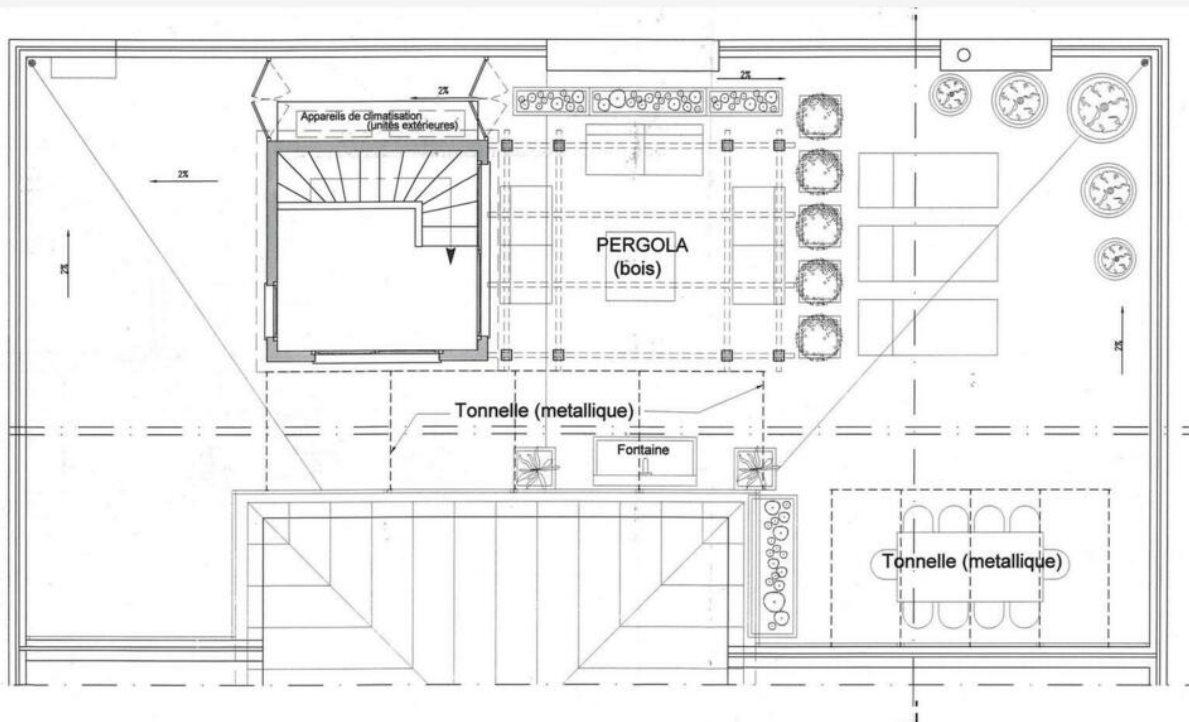 2%
2%
Appareils de climatisation
(unités extérieures)
2%
PERGOLA
(bois)
2%
2%
Tonnelle (metallique)
Fontaine
Tonnelle (metallique)